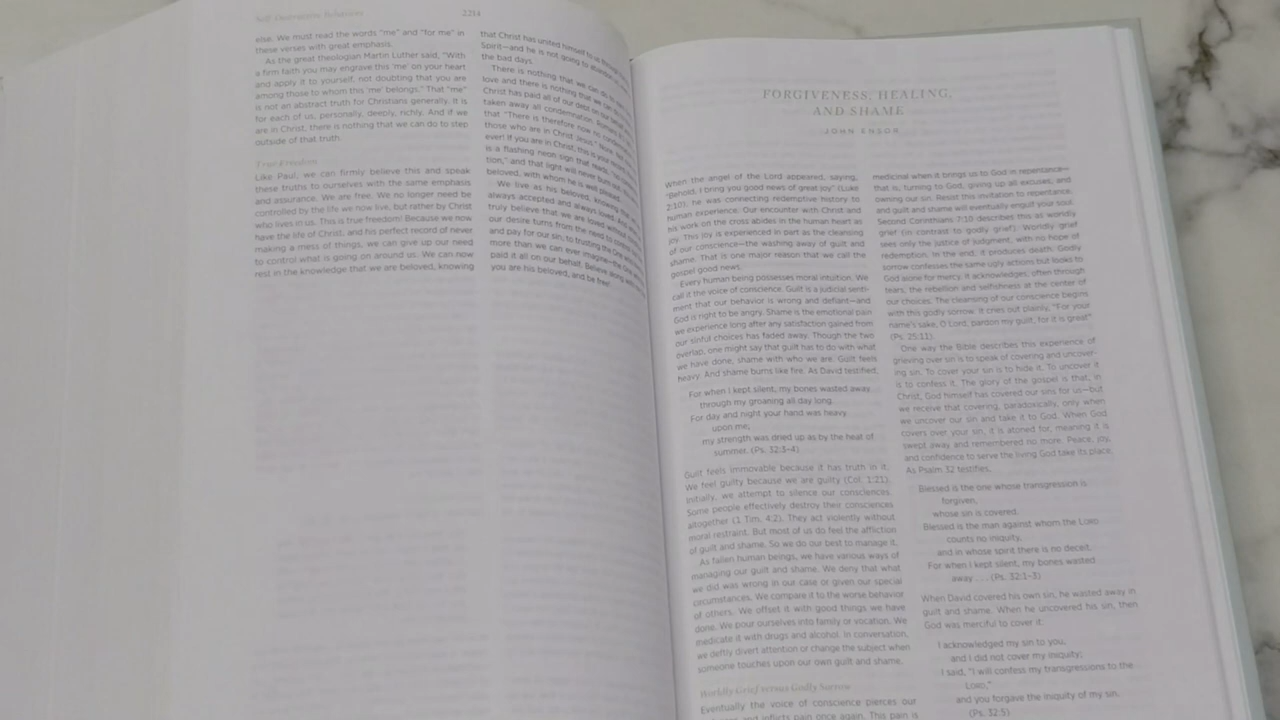 Self-Destructive Behaviors
2214
else. We must read the words "me" and "for me" in
these verses with great emphasis.
As the great theologian Martin Luther said, "With
a firm faith you may engrave this 'me' on your heart
and apply it to yourself, not doubting that you are
among those to whom this 'me' belongs." That "me"
is not an abstract truth for Christians generally. It is
for each of us, personally, deeply, richly. And if we
are in Christ, there is nothing that we can do to step
outside of that truth.
True Freedom
Like Paul, we can firmly believe this and speak
these truths to ourselves with the same emphasis
and assurance. We are free. We no longer need be
controlled by the life we now live, but rather by Christ
who lives in us. This is true freedom! Because we now
have the life of Christ, and his perfect record of never
making a mess of things, we can give up our need
to control what is going on around us. We can now
rest in the knowledge that we are beloved, knowing
that Christ has united himself to us through
Spirit—and he is not going to abandon
the bad days.
There is nothing that we can do to
love and there is nothing that we can
Christ has paid all of our debt on our
taken away all condemnation. Romans
that "There is therefore now no condem
those who are in Christ Jesus."
ever! If you are in Christ, this is your
is a flashing neon sign that reads, "No
tion," and that light will never burn out.
beloved, with whom he is well pleased.
We live as his beloved, knowing that we
always accepted and always loved. And
truly believe that we are loved without
our desire turns from the need to control
and pay for our sin, to trusting the One who
more than we can ever imagine—the One who
paid it all on our behalf. Believe along with
you are his beloved, and be free!
FORGIVENESS, HEALING,
AND SHAME
JOHN ENSOR
When the angel of the Lord appeared, saying,
"Behold, I bring you good news of great joy" (Luke
2:10), he was connecting redemptive history to
human experience. Our encounter with Christ and
his work on the cross abides in the human heart as
joy. This joy is experienced in part as the cleansing
of our conscience—the washing away of guilt and
shame. That is one major reason that we call the
gospel good news.
Every human being possesses moral intuition. We
call it the voice of conscience. Guilt is a judicial senti-
ment that our behavior is wrong and defiant—and
God is right to be angry. Shame is the emotional pain
we experience long after any satisfaction gained from
our sinful choices has faded away. Though the two
overlap, one might say that guilt has to do with what
we have done, shame with who we are. Guilt feels
heavy. And shame burns like fire. As David testified,
For when I kept silent, my bones wasted away
through my groaning all day long.
For day and night your hand was heavy
upon me;
my strength was dried up as by the heat of
summer. (Ps. 32:3–4)
Guilt feels immovable because it has truth in it.
We feel guilty because we are guilty (Col. 1:21).
Initially, we attempt to silence our consciences.
Some people effectively destroy their consciences
altogether (1 Tim. 4:2). They act violently without
moral restraint. But most of us do feel the affliction
of guilt and shame. So we do our best to manage it.
As fallen human beings, we have various ways of
managing our guilt and shame. We deny that what
we did was wrong in our case or given our special
circumstances. We compare it to the worse behavior
of others. We offset it with good things we have
done. We pour ourselves into family or vocation. We
medicate it with drugs and alcohol. In conversation,
we deftly divert attention or change the subject when
someone touches upon our own guilt and shame.
Worldly Grief versus Godly Sorrow
Eventually the voice of conscience pierces our
and inflicts pain once again. This pain is
medicinal when it brings us to God in repentance—
that is, turning to God, giving up all excuses, and
owning our sin. Resist this invitation to repentance,
and guilt and shame will eventually engulf your soul.
Second Corinthians 7:10 describes this as worldly
grief (in contrast to godly grief). Worldly grief
sees only the justice of judgment, with no hope of
redemption. In the end, it produces death. Godly
sorrow confesses the same ugly actions but looks to
God alone for mercy. It acknowledges, often through
tears, the rebellion and selfishness at the center of
our choices. The cleansing of our conscience begins
with this godly sorrow. It cries out plainly, "For your
name's sake, O Lord, pardon my guilt, for it is great"
(Ps. 25:11).
One way the Bible describes this experience of
grieving over sin is to speak of covering and uncover-
ing sin. To cover your sin is to hide it. To uncover it
is to confess it. The glory of the gospel is that, in
Christ, God himself has covered our sins for us—but
we receive that covering, paradoxically, only when
we uncover our sin and take it to God. When God
covers over your sin, it is atoned for, meaning it is
swept away and remembered no more. Peace, joy,
and confidence to serve the living God take its place.
As Psalm 32 testifies,
Blessed is the one whose transgression is
forgiven,
whose sin is covered.
Blessed is the man against whom the LORD
counts no iniquity,
and in whose spirit there is no deceit.
For when I kept silent, my bones wasted
away . . . (Ps. 32:1–3)
When David covered his own sin, he wasted away in
guilt and shame. When he uncovered his sin, then
God was merciful to cover it:
I acknowledged my sin to you,
and I did not cover my iniquity;
I said, "I will confess my transgressions to the
LORD,"
and you forgave the iniquity of my sin.
(Ps. 32:5)